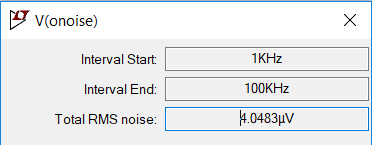 V(onoise)
Interval Start: 1KHz
Interval End: 100KHz
Total RMS noise: 4.0483µV